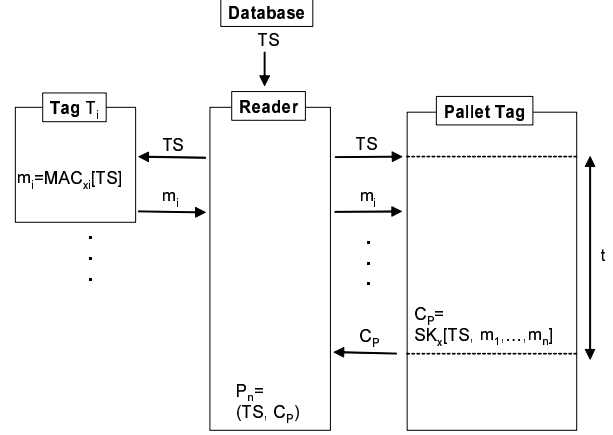 Database
TS
Tag Ti
Reader
Pallet Tag
TS
TS
mi=MACxi[TS]
mi
mi
t
CP=
SKx[TS, m1,...,mn]
CP
Pn=
(TS, CP)